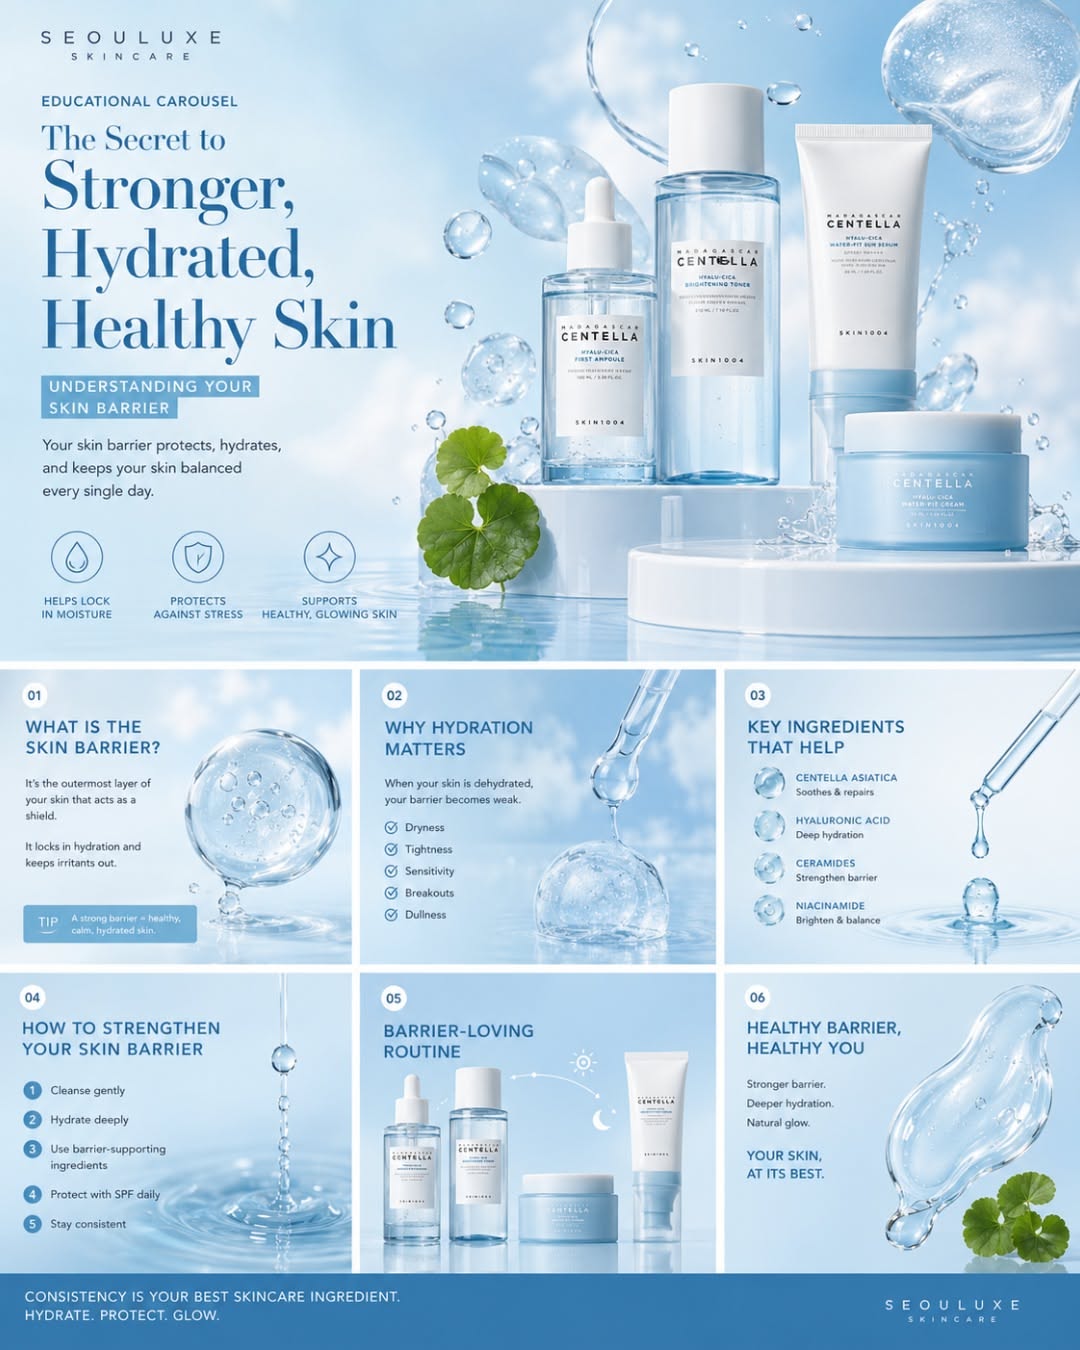 SEOULUXE
SKINCARE
EDUCATIONAL CAROUSEL
The Secret to
Stronger,
Hydrated,
Healthy Skin
UNDERSTANDING YOUR
SKIN BARRIER
Your skin barrier protects, hydrates,
and keeps your skin balanced
every single day.
HELPS LOCK
IN MOISTURE
PROTECTS
AGAINST STRESS
SUPPORTS
HEALTHY, GLOWING SKIN
MADAGASCAR
CENTELLA
HYALU-CICA
FIRST AMPOULE
SKIN1004
MADAGASCAR
CENTELLA
HYALU-CICA
BRIGHTENING TONER
SKIN1004
MADAGASCAR
CENTELLA
HYALU-CICA
WATER-FIT SUN SERUM
SKIN1004
MADAGASCAR
CENTELLA
HYALU-CICA
WATER-FIT CREAM
SKIN1004
01
WHAT IS THE
SKIN BARRIER?
It's the outermost layer of
your skin that acts as a
shield.
It locks in hydration and
keeps irritants out.
TIP
A strong barrier = healthy,
calm, hydrated skin.
02
WHY HYDRATION
MATTERS
When your skin is dehydrated,
your barrier becomes weak.
Dryness
Tightness
Sensitivity
Breakouts
Dullness
03
KEY INGREDIENTS
THAT HELP
CENTELLA ASIATICA
Soothes & repairs
HYALURONIC ACID
Deep hydration
CERAMIDES
Strengthen barrier
NIACINAMIDE
Brighten & balance
04
HOW TO STRENGTHEN
YOUR SKIN BARRIER
1 Cleanse gently
2 Hydrate deeply
3 Use barrier-supporting
ingredients
4 Protect with SPF daily
5 Stay consistent
05
BARRIER-LOVING
ROUTINE
CENTELLA
CENTELLA
CENTELLA
CENTELLA
06
HEALTHY BARRIER,
HEALTHY YOU
Stronger barrier.
Deeper hydration.
Natural glow.
YOUR SKIN,
AT ITS BEST.
CONSISTENCY IS YOUR BEST SKINCARE INGREDIENT.
HYDRATE. PROTECT. GLOW.
SEOULUXE
SKINCARE